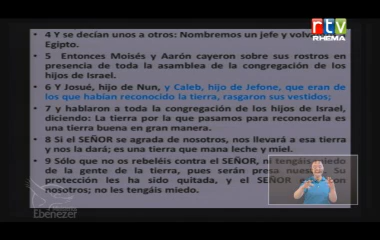 rtv
RHEMA
• 4 Y se decían unos a otros: Nombremos un jefe y volv
Egipto.
• 5 Entonces Moisés y Aarón cayeron sobre sus rostros en
presencia de toda la asamblea de la congregación de los
hijos de Israel.
• 6 Y Josué, hijo de Nun, y Caleb, hijo de Jefone, que eran de
los que habían reconocido la tierra, rasgaron sus vestidos;
• 7 y hablaron a toda la congregación de los hijos de Israel,
diciendo: La tierra por la que pasamos para reconocerla es
una tierra buena en gran manera.
• 8 Si el SEÑOR se agrada de nosotros, nos llevará a esa tierra
y nos la dará; es una tierra que mana leche y miel.
• 9 Sólo que no os rebeléis contra el SEÑOR, ni tengáis miedo
de la gente de la tierra, pues serán presa nuestra. Su
protección les ha sido quitada, y el SEÑOR es con
nosotros; no les tengáis miedo.
Ebenezer